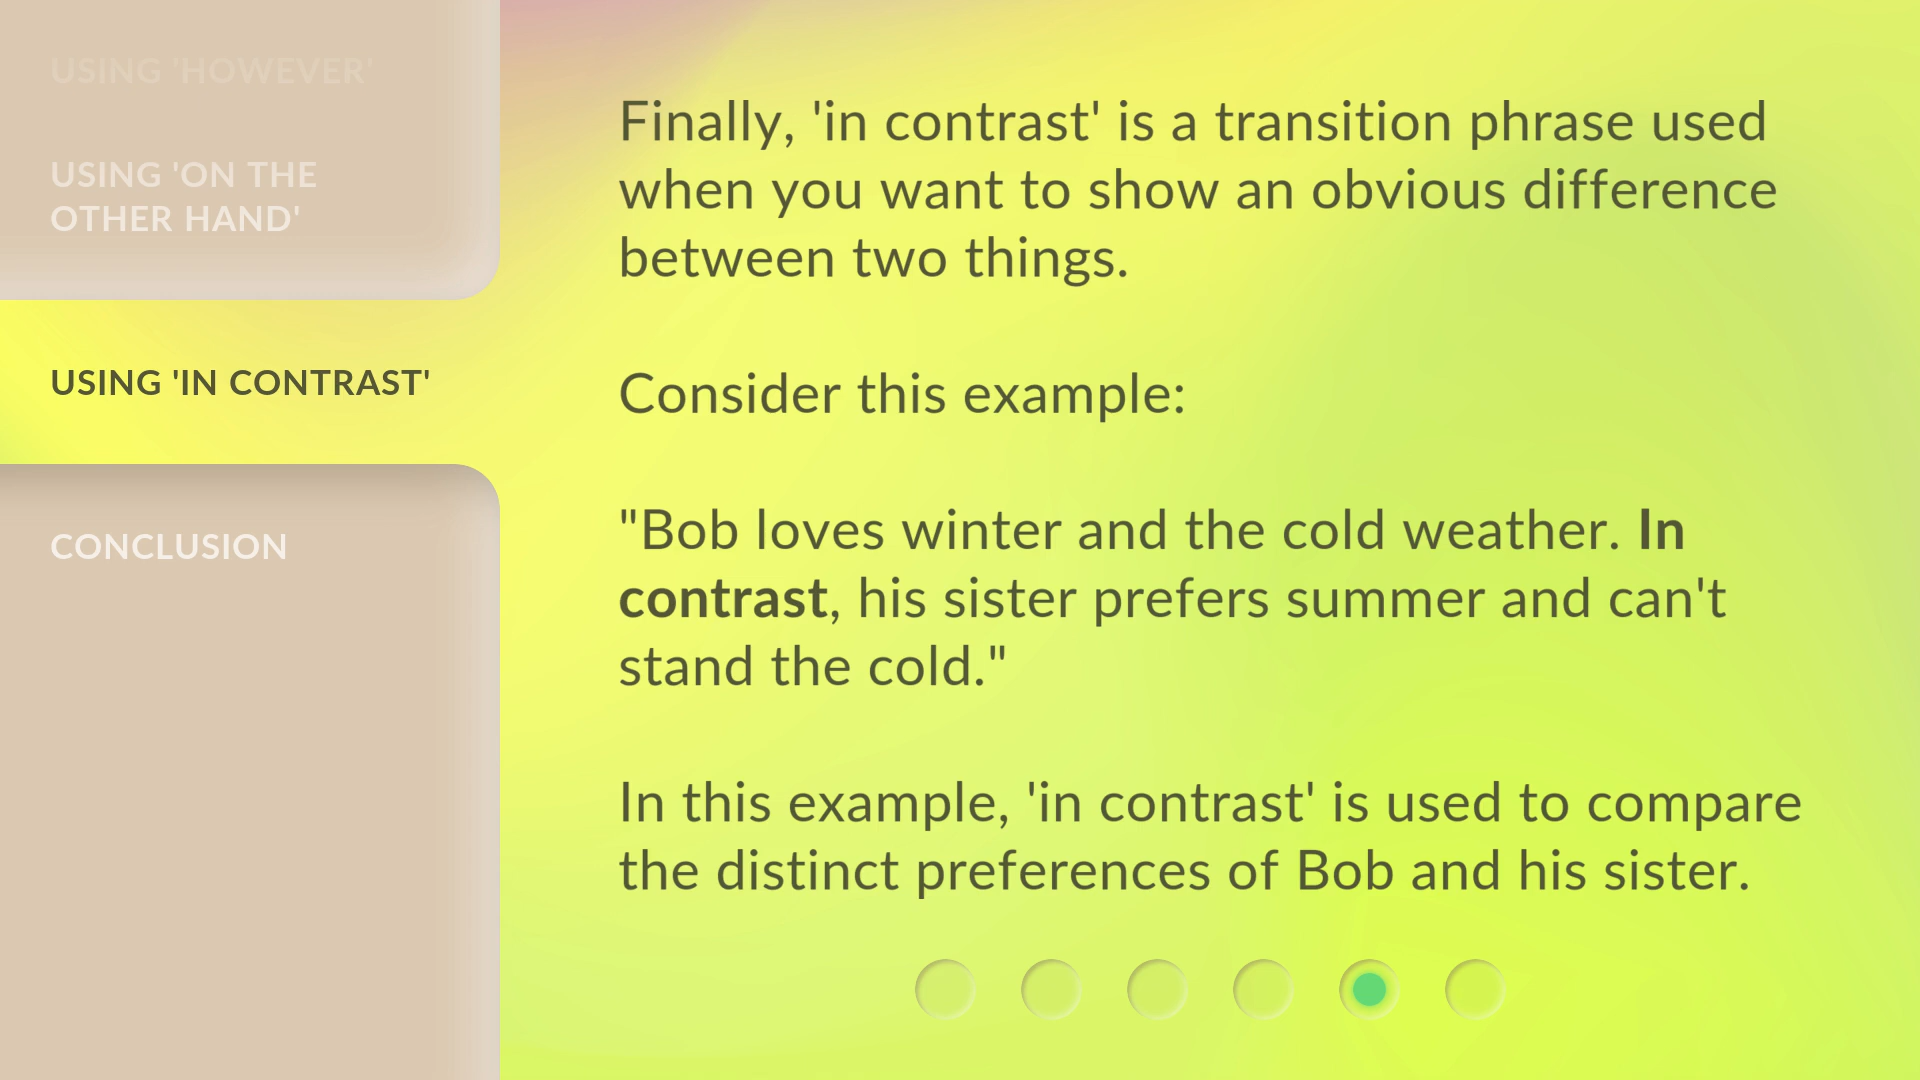 USING 'HOWEVER'
USING 'ON THE
OTHER HAND'
USING 'IN CONTRAST'
CONCLUSION
Finally, 'in contrast' is a transition phrase used
when you want to show an obvious difference
between two things.
Consider this example:
"Bob loves winter and the cold weather. In
contrast, his sister prefers summer and can't
stand the cold."
In this example, 'in contrast' is used to compare
the distinct preferences of Bob and his sister.